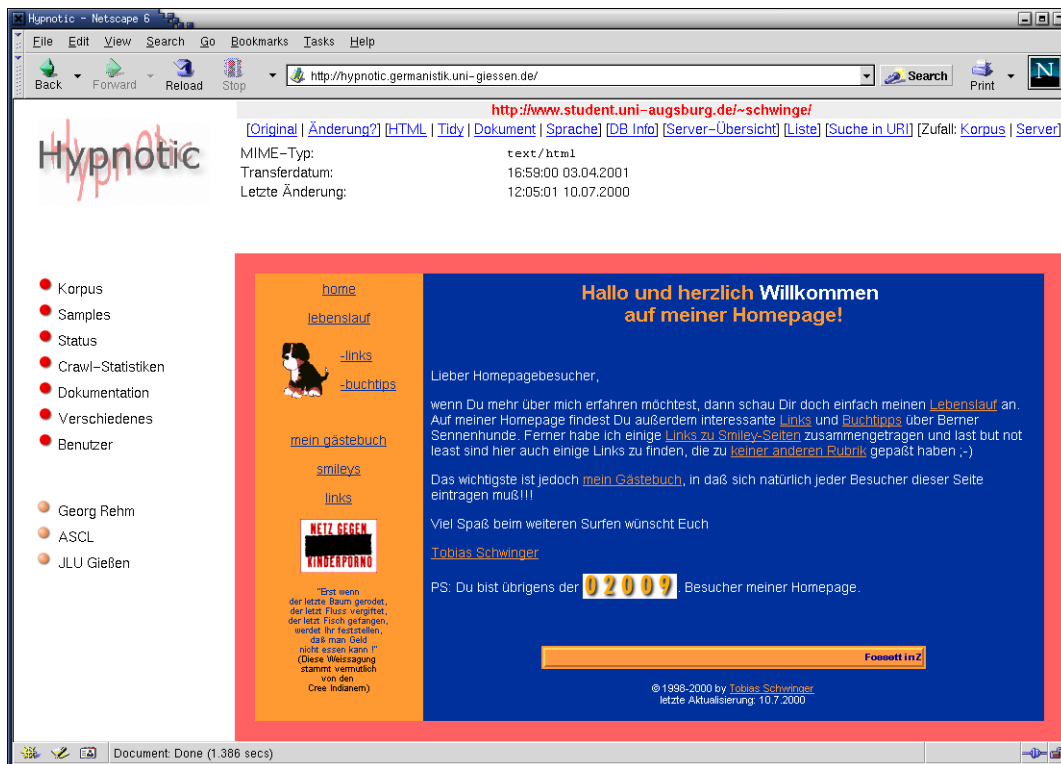 Hypnotic - Netscape 6
File Edit View Search Go Bookmarks Tasks Help
Back Forward Reload Stop http://hypnotic.germanistik.uni-giessen.de/ Search Print N
Hypnotic
http://www.student.uni-augsburg.de/~schwinge/
[Original | Änderung?] [HTML | Tidy | Dokument | Sprache] [DB Info] [Server-Übersicht] [Liste] [Suche in URI] [Zufall: Korpus | Server]
MIME-Typ: text/html
Transferdatum: 16:59:00 03.04.2001
Letzte Änderung: 12:05:01 10.07.2000
Korpus
Samples
Status
Crawl-Statistiken
Dokumentation
Verschiedenes
Benutzer
Georg Rehm
ASCL
JLU Gießen
home
lebenslauf
-links
-buchtips
mein gästebuch
smileys
links
NETZ GEGEN
KINDERPORNO
"Erst wenn
der letzte Baum gerodet,
der letzt Fluss vergiftet,
der letzt Fisch gefangen,
werdet Ihr feststellen,
daß man Geld
nicht essen kann !"
(Diese Weissagung
stammt vermutlich
von den
Cree Indianern)
Hallo und herzlich Willkommen
auf meiner Homepage!
Lieber Homepagebesucher,
wenn Du mehr über mich erfahren möchtest, dann schau Dir doch einfach meinen Lebenslauf an.
Auf meiner Homepage findest Du außerdem interessante Links und Buchtipps über Berner
Sennenhunde. Ferner habe ich einige Links zu Smiley-Seiten zusammengetragen und last but not
least sind hier auch einige Links zu finden, die zu keiner anderen Rubrik gepaßt haben ;-)
Das wichtigste ist jedoch mein Gästebuch, in daß sich natürlich jeder Besucher dieser Seite
eintragen muß!!!
Viel Spaß beim weiteren Surfen wünscht Euch
Tobias Schwinger
PS: Du bist übrigens der 02009. Besucher meiner Homepage.
Fossett in Z
© 1998-2000 by Tobias Schwinger
letzte Aktualisierung: 10.7.2000
Document: Done (1.386 secs)